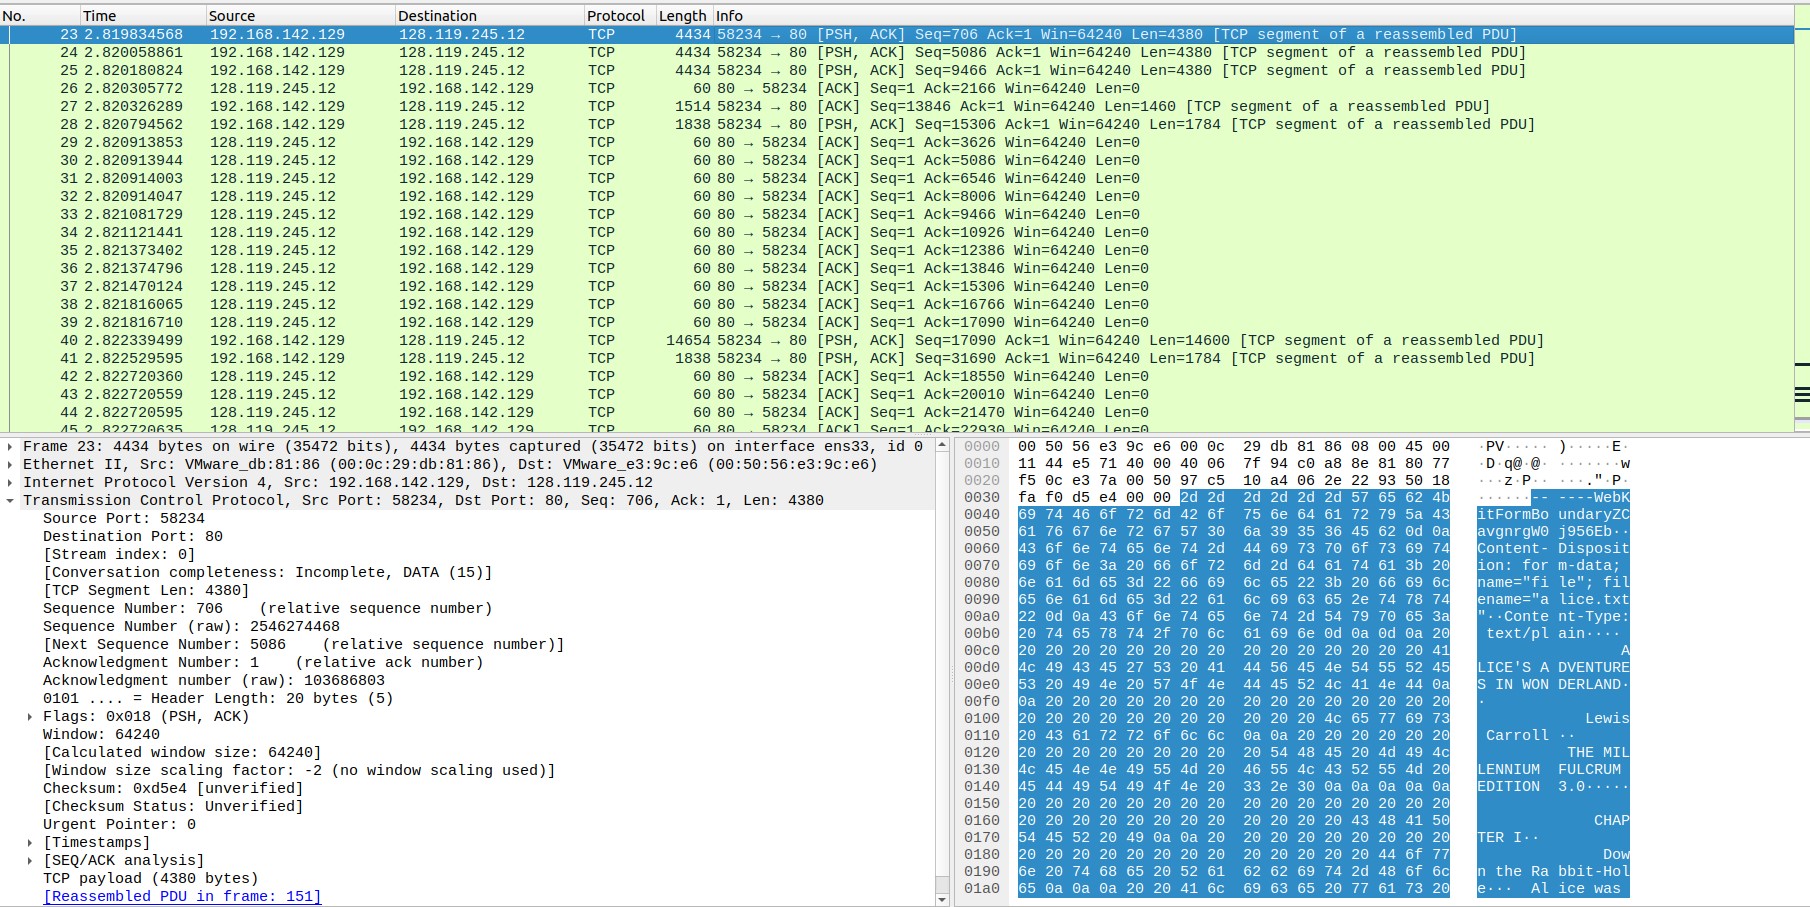 No. Time Source Destination Protocol Length Info
23 2.819834568 192.168.142.129 128.119.245.12 TCP 4434 58234 → 80 [PSH, ACK] Seq=706 Ack=1 Win=64240 Len=4380 [TCP segment of a reassembled PDU]
24 2.820058861 192.168.142.129 128.119.245.12 TCP 4434 58234 → 80 [PSH, ACK] Seq=5086 Ack=1 Win=64240 Len=4380 [TCP segment of a reassembled PDU]
25 2.820180824 192.168.142.129 128.119.245.12 TCP 4434 58234 → 80 [PSH, ACK] Seq=9466 Ack=1 Win=64240 Len=4380 [TCP segment of a reassembled PDU]
26 2.820305772 128.119.245.12 192.168.142.129 TCP 60 80 → 58234 [ACK] Seq=1 Ack=2166 Win=64240 Len=0
27 2.820326289 192.168.142.129 128.119.245.12 TCP 1514 58234 → 80 [ACK] Seq=13846 Ack=1 Win=64240 Len=1460 [TCP segment of a reassembled PDU]
28 2.820794562 192.168.142.129 128.119.245.12 TCP 1838 58234 → 80 [PSH, ACK] Seq=15306 Ack=1 Win=64240 Len=1784 [TCP segment of a reassembled PDU]
29 2.820913853 128.119.245.12 192.168.142.129 TCP 60 80 → 58234 [ACK] Seq=1 Ack=3626 Win=64240 Len=0
30 2.820913944 128.119.245.12 192.168.142.129 TCP 60 80 → 58234 [ACK] Seq=1 Ack=5086 Win=64240 Len=0
31 2.820914003 128.119.245.12 192.168.142.129 TCP 60 80 → 58234 [ACK] Seq=1 Ack=6546 Win=64240 Len=0
32 2.820914047 128.119.245.12 192.168.142.129 TCP 60 80 → 58234 [ACK] Seq=1 Ack=8006 Win=64240 Len=0
33 2.821081729 128.119.245.12 192.168.142.129 TCP 60 80 → 58234 [ACK] Seq=1 Ack=9466 Win=64240 Len=0
34 2.821121441 128.119.245.12 192.168.142.129 TCP 60 80 → 58234 [ACK] Seq=1 Ack=10926 Win=64240 Len=0
35 2.821373402 128.119.245.12 192.168.142.129 TCP 60 80 → 58234 [ACK] Seq=1 Ack=12386 Win=64240 Len=0
36 2.821374796 128.119.245.12 192.168.142.129 TCP 60 80 → 58234 [ACK] Seq=1 Ack=13846 Win=64240 Len=0
37 2.821470124 128.119.245.12 192.168.142.129 TCP 60 80 → 58234 [ACK] Seq=1 Ack=15306 Win=64240 Len=0
38 2.821816065 128.119.245.12 192.168.142.129 TCP 60 80 → 58234 [ACK] Seq=1 Ack=16766 Win=64240 Len=0
39 2.821816710 128.119.245.12 192.168.142.129 TCP 60 80 → 58234 [ACK] Seq=1 Ack=17090 Win=64240 Len=0
40 2.822339499 192.168.142.129 128.119.245.12 TCP 14654 58234 → 80 [PSH, ACK] Seq=17090 Ack=1 Win=64240 Len=14600 [TCP segment of a reassembled PDU]
41 2.822529595 192.168.142.129 128.119.245.12 TCP 1838 58234 → 80 [PSH, ACK] Seq=31690 Ack=1 Win=64240 Len=1784 [TCP segment of a reassembled PDU]
42 2.822720360 128.119.245.12 192.168.142.129 TCP 60 80 → 58234 [ACK] Seq=1 Ack=18550 Win=64240 Len=0
43 2.822720559 128.119.245.12 192.168.142.129 TCP 60 80 → 58234 [ACK] Seq=1 Ack=20010 Win=64240 Len=0
44 2.822720595 128.119.245.12 192.168.142.129 TCP 60 80 → 58234 [ACK] Seq=1 Ack=21470 Win=64240 Len=0
45 2.822720635 128.119.245.12 192.168.142.129 TCP 60 80 → 58234 [ACK] Seq=1 Ack=22930 Win=64240 Len=0
Frame 23: 4434 bytes on wire (35472 bits), 4434 bytes captured (35472 bits) on interface ens33, id 0
Ethernet II, Src: VMware_db:81:86 (00:0c:29:db:81:86), Dst: VMware_e3:9c:e6 (00:50:56:e3:9c:e6)
Internet Protocol Version 4, Src: 192.168.142.129, Dst: 128.119.245.12
Transmission Control Protocol, Src Port: 58234, Dst Port: 80, Seq: 706, Ack: 1, Len: 4380
Source Port: 58234
Destination Port: 80
[Stream index: 0]
[Conversation completeness: Incomplete, DATA (15)]
[TCP Segment Len: 4380]
Sequence Number: 706 (relative sequence number)
Sequence Number (raw): 2546274468
[Next Sequence Number: 5086 (relative sequence number)]
Acknowledgment Number: 1 (relative ack number)
Acknowledgment number (raw): 103686803
0101 .... = Header Length: 20 bytes (5)
Flags: 0x018 (PSH, ACK)
Window: 64240
[Calculated window size: 64240]
[Window size scaling factor: -2 (no window scaling used)]
Checksum: 0xd5e4 [unverified]
[Checksum Status: Unverified]
Urgent Pointer: 0
[Timestamps]
[SEQ/ACK analysis]
TCP payload (4380 bytes)
[Reassembled PDU in frame: 151]
0000 00 50 56 e3 9c e6 00 0c 29 db 81 86 08 00 45 00 ·PV····· )·····E·
0010 11 44 e5 71 40 00 40 06 7f 94 c0 a8 8e 81 80 77 ·D·q@·@· ·······w
0020 f5 0c e3 7a 00 50 97 c5 10 a4 06 2e 22 93 50 18 ···z·P·· ···."·P·
0030 fa f0 d5 e4 00 00 2d 2d 2d 2d 2d 2d 57 65 62 4b ······-- ----WebK
0040 69 74 46 6f 72 6d 42 6f 75 6e 64 61 72 79 5a 43 itFormBo undaryZC
0050 61 76 67 6e 72 67 57 30 6a 39 35 36 45 62 0d 0a avgnrgW0 j956Eb··
0060 43 6f 6e 74 65 6e 74 2d 44 69 73 70 6f 73 69 74 Content- Disposit
0070 69 6f 6e 3a 20 66 6f 72 6d 2d 64 61 74 61 3b 20 ion: for m-data;
0080 6e 61 6d 65 3d 22 66 69 6c 65 22 3b 20 66 69 6c name="fi le"; fil
0090 65 6e 61 6d 65 3d 22 61 6c 69 63 65 2e 74 78 74 ename="a lice.txt
00a0 22 0d 0a 43 6f 6e 74 65 6e 74 2d 54 79 70 65 3a "··Conte nt-Type:
00b0 20 74 65 78 74 2f 70 6c 61 69 6e 0d 0a 0d 0a 20 text/pl ain····
00c0 20 20 20 20 20 20 20 20 20 20 20 20 20 20 20 41 A
00d0 4c 49 43 45 27 53 20 41 44 56 45 4e 54 55 52 45 LICE'S A DVENTURE
00e0 53 20 49 4e 20 57 4f 4e 44 45 52 4c 41 4e 44 0a S IN WON DERLAND·
00f0 0a 20 20 20 20 20 20 20 20 20 20 20 20 20 20 20 ·
0100 20 20 20 20 20 20 20 20 20 20 20 4c 65 77 69 73 Lewis
0110 20 43 61 72 72 6f 6c 6c 0a 0a 20 20 20 20 20 20 Carroll ··
0120 20 20 20 20 20 20 20 20 20 54 48 45 20 4d 49 4c THE MIL
0130 4c 45 4e 4e 49 55 4d 20 46 55 4c 43 52 55 4d 20 LENNIUM FULCRUM
0140 45 44 49 54 49 4f 4e 20 33 2e 30 0a 0a 0a 0a 0a EDITION 3.0·····
0150 20 20 20 20 20 20 20 20 20 20 20 20 20 20 20 20
0160 20 20 20 20 20 20 20 20 20 20 20 20 43 48 41 50 CHAP
0170 54 45 52 20 49 0a 0a 20 20 20 20 20 20 20 20 20 TER I··
0180 20 20 20 20 20 20 20 20 20 20 20 20 20 44 6f 77 Dow
0190 6e 20 74 68 65 20 52 61 62 62 69 74 2d 48 6f 6c n the Ra bbit-Hol
01a0 65 0a 0a 0a 20 20 41 6c 69 63 65 20 77 61 73 20 e··· Al ice was